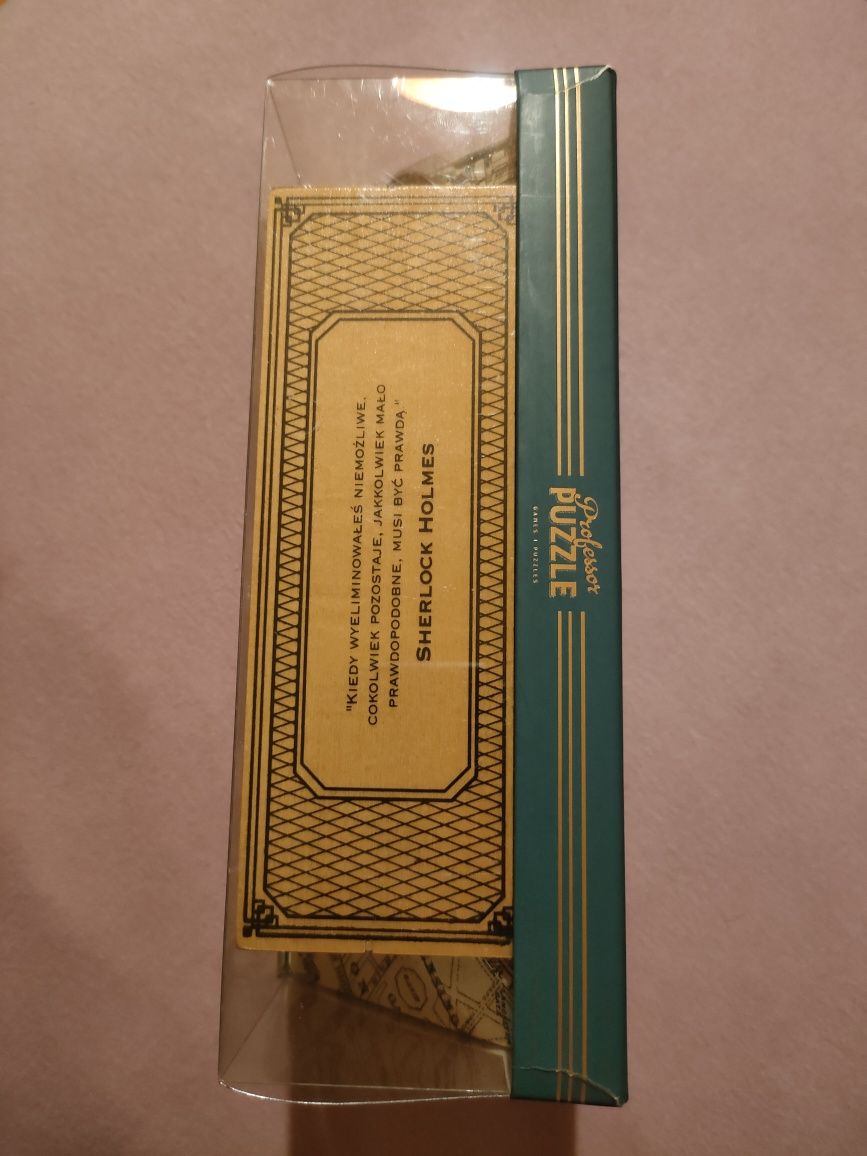 "KIEDY WYELIMINOWAŁEŚ NIEMOŻLIWE,
COKOLWIEK POZOSTAJE, JAKKOLWIEK MAŁO
PRAWDOPODOBNE, MUSI BYĆ PRAWDĄ."
SHERLOCK HOLMES
Professor
PUZZLE
GAMES & PUZZLES